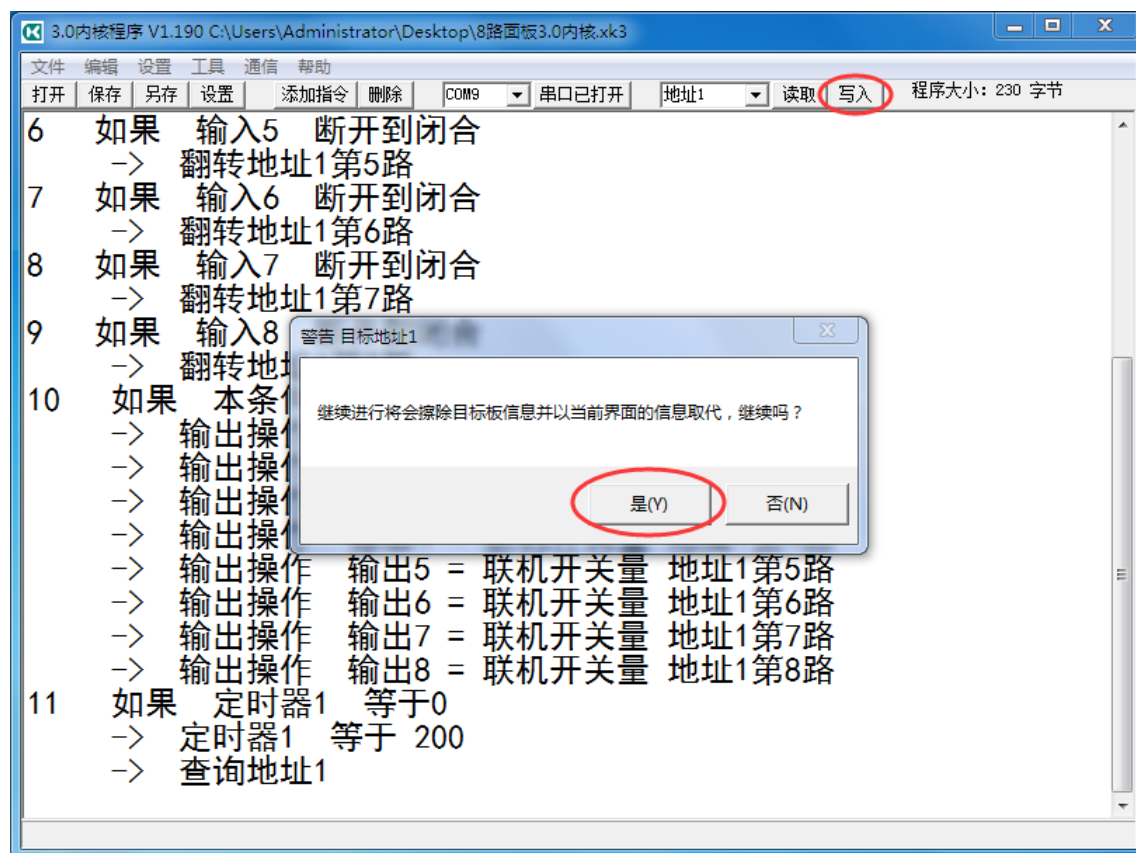 3.0内核程序 V1.190 C:\Users\Administrator\Desktop\8路面板3.0内核.xk3
文件 编辑 设置 工具 通信 帮助
打开 保存 另存 设置 添加指令 删除 COM9 串口已打开 地址1 读取 写入 程序大小: 230 字节
6 如果 输入5 断开到闭合
-> 翻转地址1第5路
7 如果 输入6 断开到闭合
-> 翻转地址1第6路
8 如果 输入7 断开到闭合
-> 翻转地址1第7路
9 如果 输入8
-> 翻转地
10 如果 本条
-> 输出操
-> 输出操
-> 输出操
-> 输出操
警告 目标地址1
继续进行将会擦除目标板信息并以当前界面的信息取代，继续吗？
是(Y) 否(N)
-> 输出操作 输出5 = 联机开关量 地址1第5路
-> 输出操作 输出6 = 联机开关量 地址1第6路
-> 输出操作 输出7 = 联机开关量 地址1第7路
-> 输出操作 输出8 = 联机开关量 地址1第8路
11 如果 定时器1 等于0
-> 定时器1 等于 200
-> 查询地址1